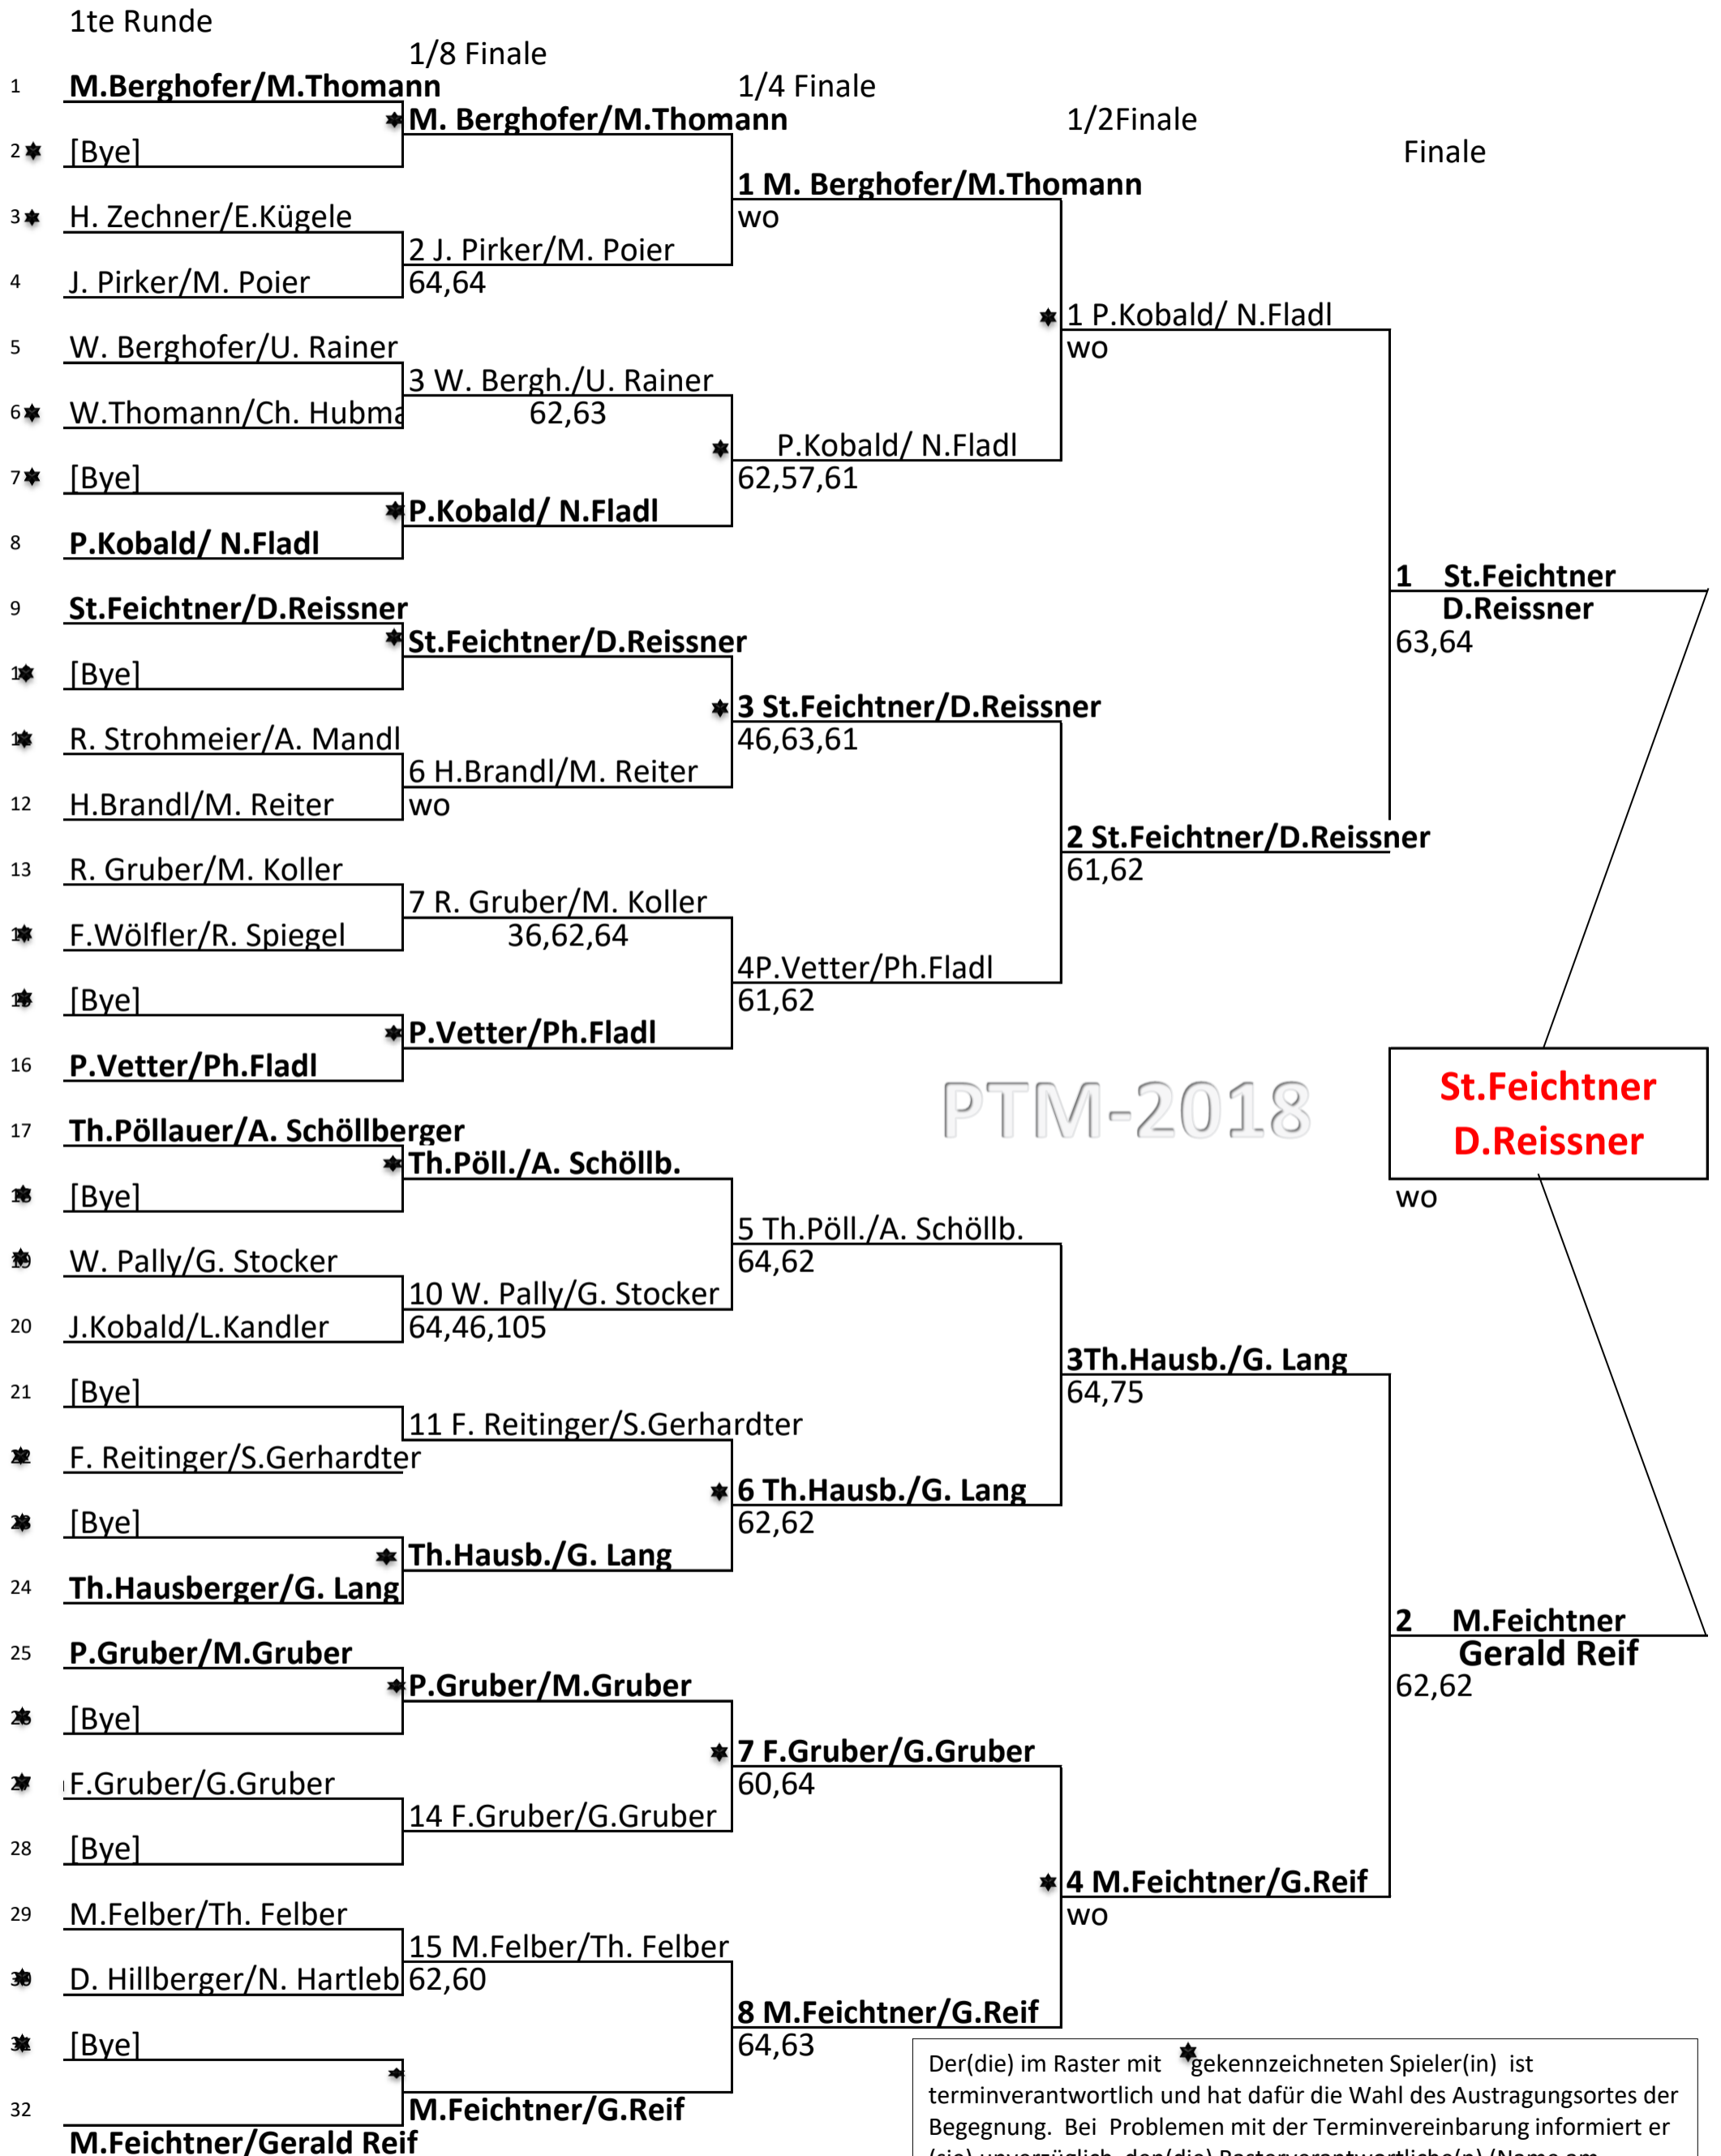 1te Runde
1/8 Finale
1/4 Finale
1/2Finale
Finale
1 M.Berghofer/M.Thomann
2 [Bye]
3 H. Zechner/E.Kügele
4 J. Pirker/M. Poier
5 W. Berghofer/U. Rainer
6 W.Thomann/Ch. Hubma
7 [Bye]
8 P.Kobald/ N.Fladl
9 St.Feichtner/D.Reissner
[Bye]
R. Strohmeier/A. Mandl
12 H.Brandl/M. Reiter
13 R. Gruber/M. Koller
F.Wölfler/R. Spiegel
[Bye]
16 P.Vetter/Ph.Fladl
17 Th.Pöllauer/A. Schöllberger
[Bye]
W. Pally/G. Stocker
20 J.Kobald/L.Kandler
21 [Bye]
F. Reitinger/S.Gerhardter
[Bye]
24 Th.Hausberger/G. Lang
25 P.Gruber/M.Gruber
[Bye]
F.Gruber/G.Gruber
28 [Bye]
29 M.Felber/Th. Felber
D. Hillberger/N. Hartleb
[Bye]
32
M.Feichtner/Gerald Reif
M. Berghofer/M.Thomann
2 J. Pirker/M. Poier
64,64
3 W. Bergh./U. Rainer
62,63
P.Kobald/ N.Fladl
St.Feichtner/D.Reissner
6 H.Brandl/M. Reiter
wo
7 R. Gruber/M. Koller
36,62,64
P.Vetter/Ph.Fladl
Th.Pöll./A. Schöllb.
10 W. Pally/G. Stocker
64,46,105
11 F. Reitinger/S.Gerhardter
Th.Hausb./G. Lang
P.Gruber/M.Gruber
14 F.Gruber/G.Gruber
15 M.Felber/Th. Felber
62,60
M.Feichtner/G.Reif
1 M. Berghofer/M.Thomann
wo
P.Kobald/ N.Fladl
62,57,61
3 St.Feichtner/D.Reissner
46,63,61
4P.Vetter/Ph.Fladl
61,62
5 Th.Pöll./A. Schöllb.
64,62
6 Th.Hausb./G. Lang
62,62
7 F.Gruber/G.Gruber
60,64
8 M.Feichtner/G.Reif
64,63
1 P.Kobald/ N.Fladl
wo
2 St.Feichtner/D.Reissner
61,62
3Th.Hausb./G. Lang
64,75
4 M.Feichtner/G.Reif
wo
1 St.Feichtner
D.Reissner
63,64
PTM-2018
St.Feichtner
D.Reissner
wo
2 M.Feichtner
Gerald Reif
62,62
Der(die) im Raster mit gekennzeichneten Spieler(in) ist
terminverantwortlich und hat dafür die Wahl des Austragungsortes der
Begegnung. Bei Problemen mit der Terminvereinbarung informiert er
(sie) unverzüglich den(die) Rasterverantwortliche(n) (Name am